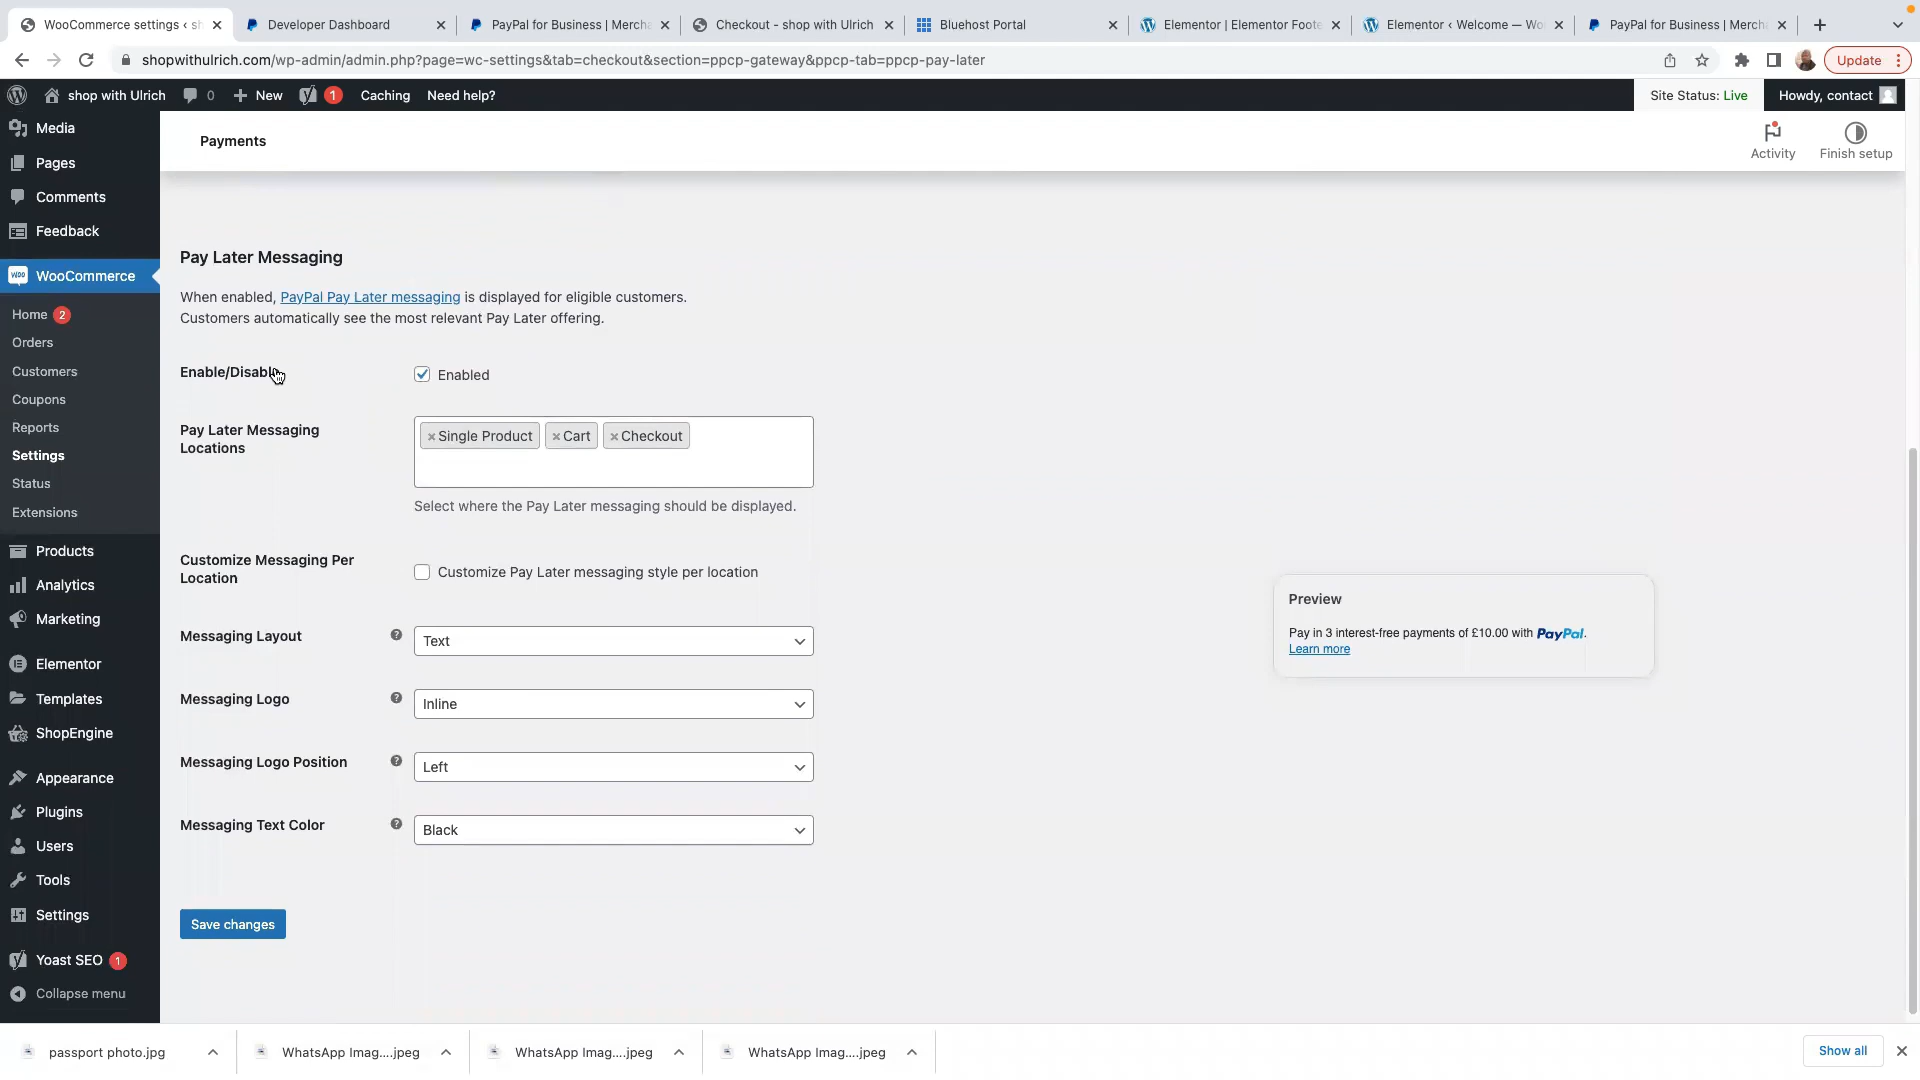 WooCommerce settings ‹ sh
Developer Dashboard
PayPal for Business | Mercha
Checkout - shop with Ulrich
Bluehost Portal
Elementor | Elementor Foote
Elementor ‹ Welcome — Wo
PayPal for Business | Mercha
shopwithulrich.com/wp-admin/admin.php?page=wc-settings&tab=checkout&section=ppcp-gateway&ppcp-tab=ppcp-pay-later
Update
shop with Ulrich
0
New
1
Caching
Need help?
Site Status: Live
Howdy, contact
Media
Pages
Comments
Feedback
WooCommerce
Home 2
Orders
Customers
Coupons
Reports
Settings
Status
Extensions
Products
Analytics
Marketing
Elementor
Templates
ShopEngine
Appearance
Plugins
Users
Tools
Settings
Yoast SEO 1
Collapse menu
Payments
Activity
Finish setup
Pay Later Messaging
When enabled, PayPal Pay Later messaging is displayed for eligible customers.
Customers automatically see the most relevant Pay Later offering.
Enable/Disable
Enabled
Pay Later Messaging
Locations
× Single Product × Cart × Checkout
Select where the Pay Later messaging should be displayed.
Customize Messaging Per
Location
Customize Pay Later messaging style per location
Messaging Layout
Text
Messaging Logo
Inline
Messaging Logo Position
Left
Messaging Text Color
Black
Save changes
Preview
Pay in 3 interest-free payments of £10.00 with PayPal.
Learn more
passport photo.jpg
WhatsApp Imag....jpeg
WhatsApp Imag....jpeg
WhatsApp Imag....jpeg
Show all